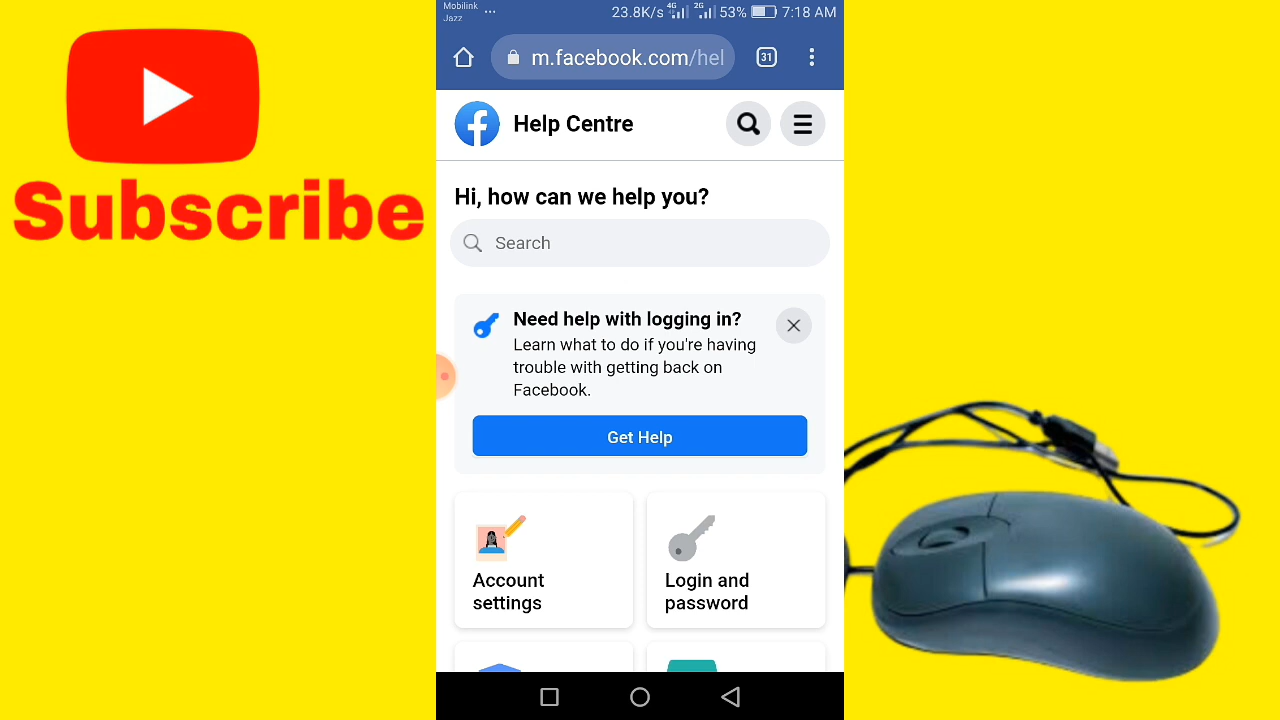 Subscribe
Mobilink
Jazz ...
23.8K/s 4G 2G 53% 7:18 AM
m.facebook.com/hel
31
Help Centre
Hi, how can we help you?
Search
Need help with logging in?
Learn what to do if you're having
trouble with getting back on
Facebook.
Get Help
Account
settings
Login and
password